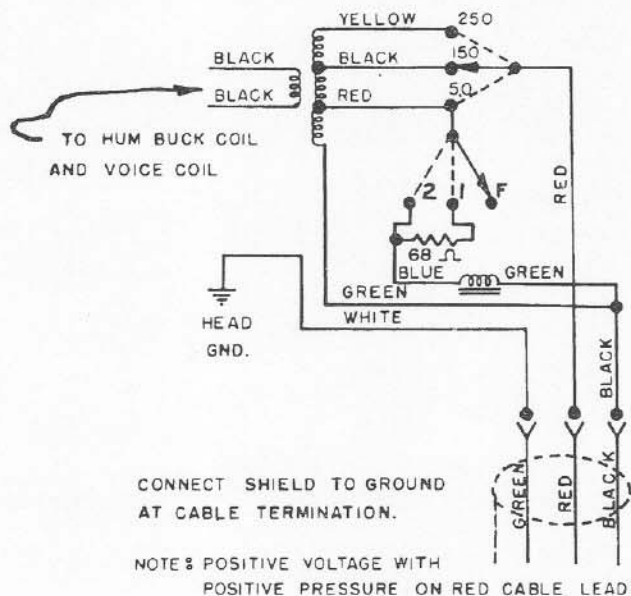 YELLOW 250
BLACK BLACK 150
BLACK RED 50
TO HUM BUCK COIL
AND VOICE COIL
RED
2 1 F
68 Ω
BLUE GREEN
GREEN
HEAD WHITE
GND.
BLACK
CONNECT SHIELD TO GROUND
AT CABLE TERMINATION.
GREEN RED BLACK
NOTE: POSITIVE VOLTAGE WITH
POSITIVE PRESSURE ON RED CABLE LEAD